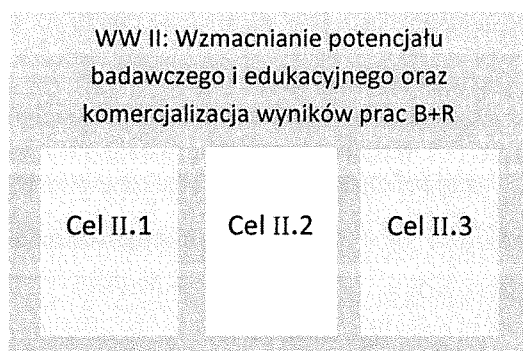 WW II: Wzmacnianie potencjału
badawczego i edukacyjnego oraz
komercjalizacja wyników prac B+R
Cel II.1 Cel II.2 Cel II.3